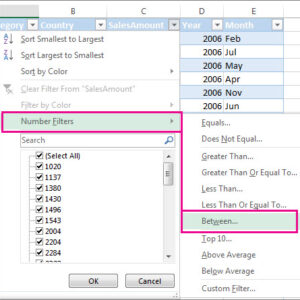 egory Country SalesAmount Year Month
Sort Smallest to Largest
Sort Largest to Smallest
Sort by Color
Clear Filter From "SalesAmount"
Filter by Color
Number Filters
Search
(Select All)
1020
1137
1380
1430
1496
1543
2004
2204
2284
OK Cancel
2006 Feb
2006 Jul
2006 May
2006 Apr
2006 Nov
2006 Jun
Equals...
Does Not Equal...
Greater Than...
Greater Than Or Equal To...
Less Than...
Less Than Or Equal To...
Between...
Top 10...
Above Average
Below Average
Custom Filter...